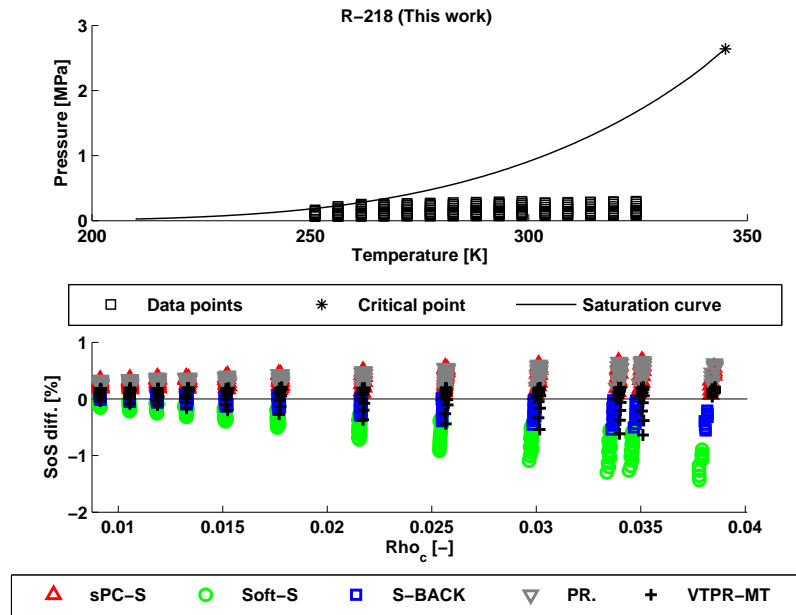 R−218 (This work)
3
2
1
0
Pressure [MPa]
200 250 300 350
Temperature [K]
Data points Critical point Saturation curve
1
0
−1
−2
SoS diff. [%]
0.01 0.015 0.02 0.025 0.03 0.035 0.04
Rho_c [−]
sPC−S Soft−S S−BACK PR. VTPR−MT